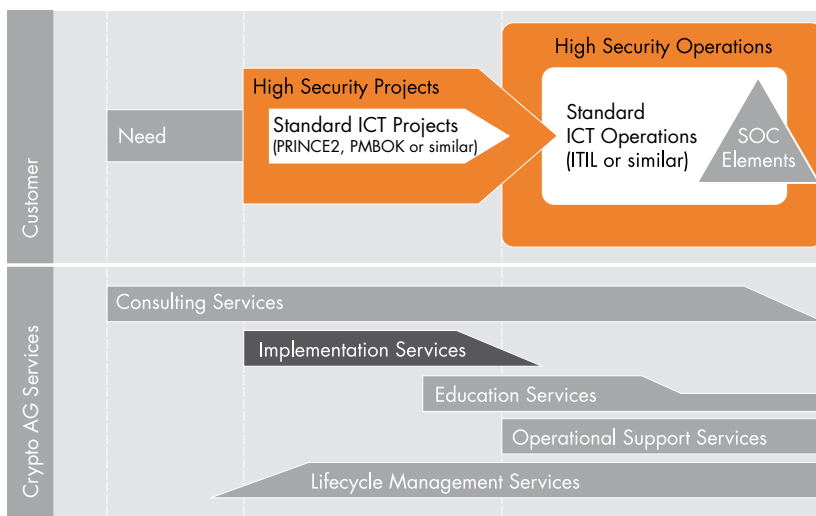 Customer
Need
High Security Projects
Standard ICT Projects
(PRINCE2, PMBOK or similar)
High Security Operations
Standard
ICT Operations
(ITIL or similar)
SOC
Elements
Crypto AG Services
Consulting Services
Implementation Services
Education Services
Operational Support Services
Lifecycle Management Services